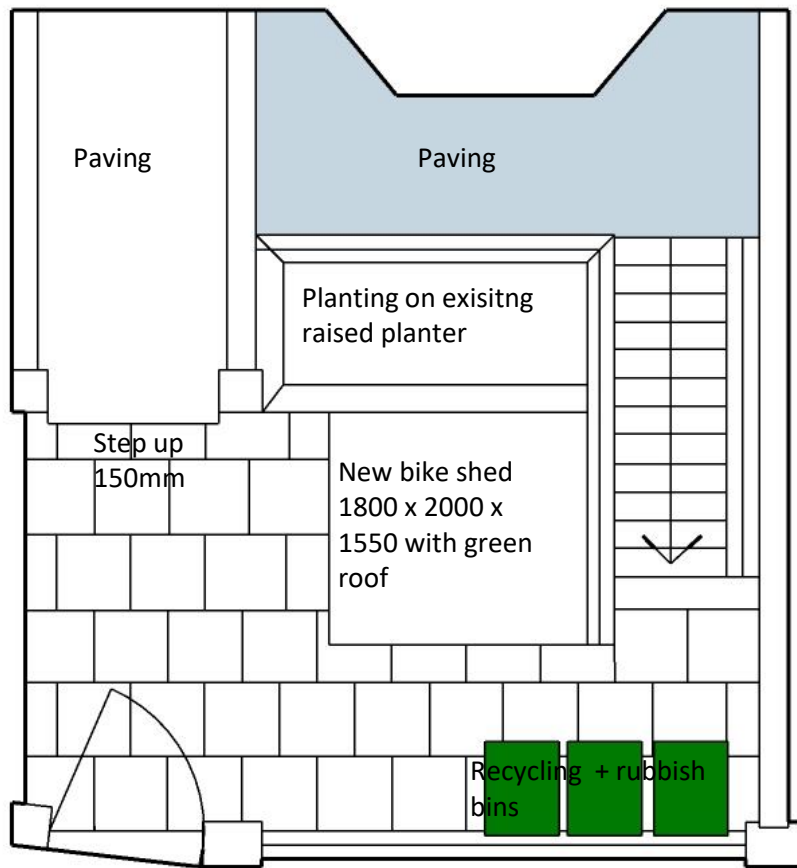 Paving
Paving
Planting on exisitng
raised planter
Step up
150mm
New bike shed
1800 x 2000 x
1550 with green
roof
Recycling + rubbish
bins